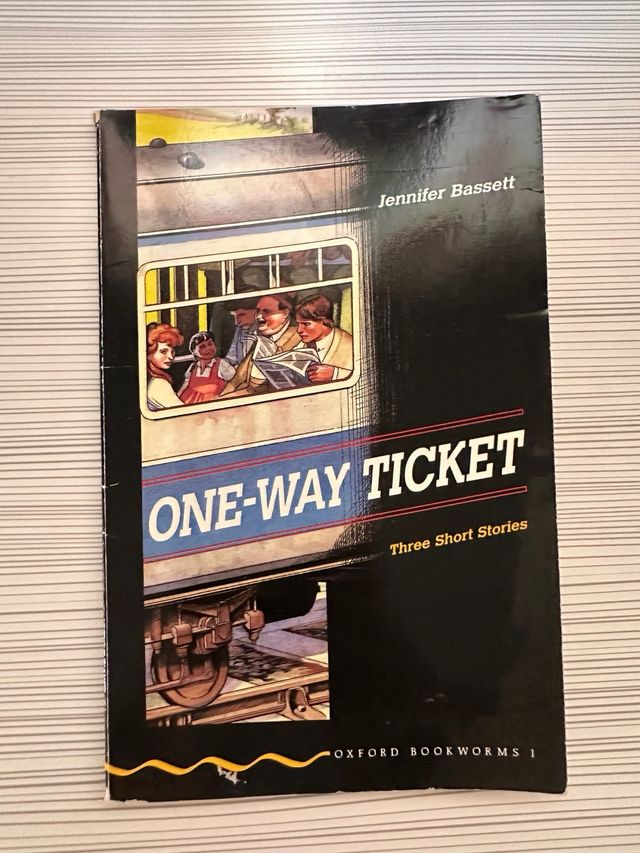 Jennifer Bassett
ONE-WAY TICKET
Three Short Stories
OXFORD BOOKWORMS 1